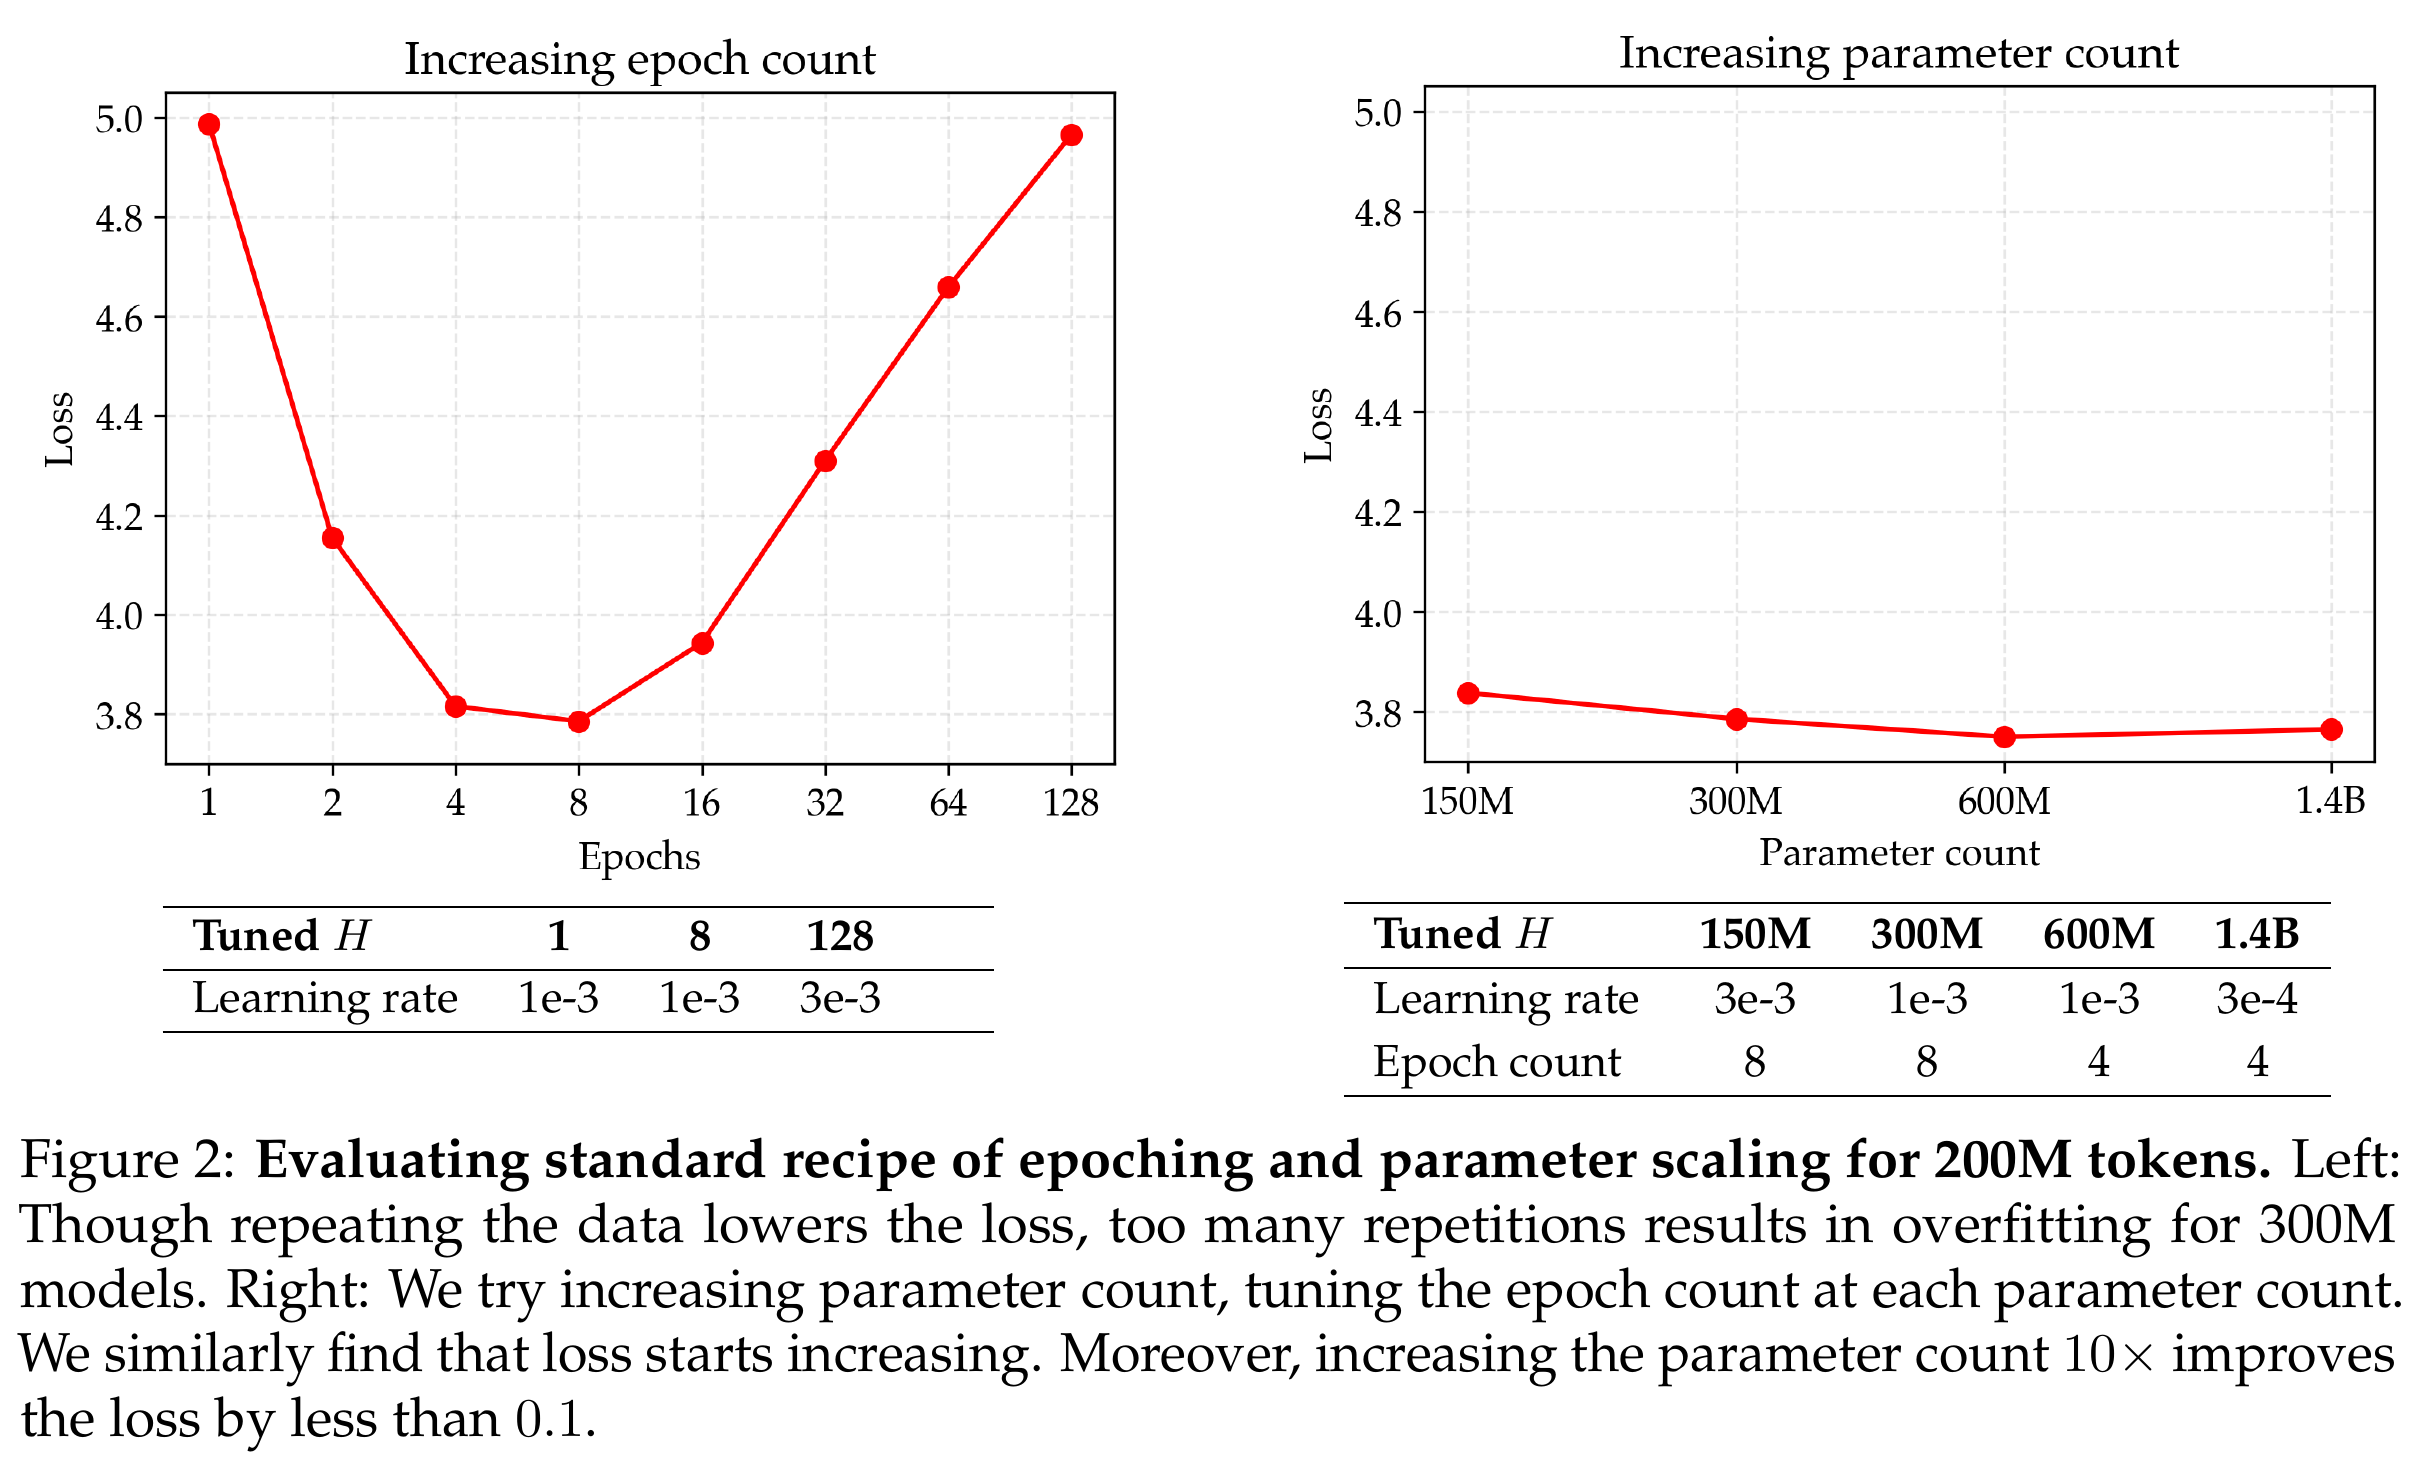 Increasing epoch count
5.0
4.8
4.6
4.4
4.2
4.0
3.8
Loss
1 2 4 8 16 32 64 128
Epochs
Tuned H 1 8 128
Learning rate 1e-3 1e-3 3e-3
Increasing parameter count
5.0
4.8
4.6
4.4
4.2
4.0
3.8
Loss
150M 300M 600M 1.4B
Parameter count
Tuned H 150M 300M 600M 1.4B
Learning rate 3e-3 1e-3 1e-3 3e-4
Epoch count 8 8 4 4
Figure 2: Evaluating standard recipe of epoching and parameter scaling for 200M tokens. Left:
Though repeating the data lowers the loss, too many repetitions results in overfitting for 300M
models. Right: We try increasing parameter count, tuning the epoch count at each parameter count.
We similarly find that loss starts increasing. Moreover, increasing the parameter count 10× improves
the loss by less than 0.1.